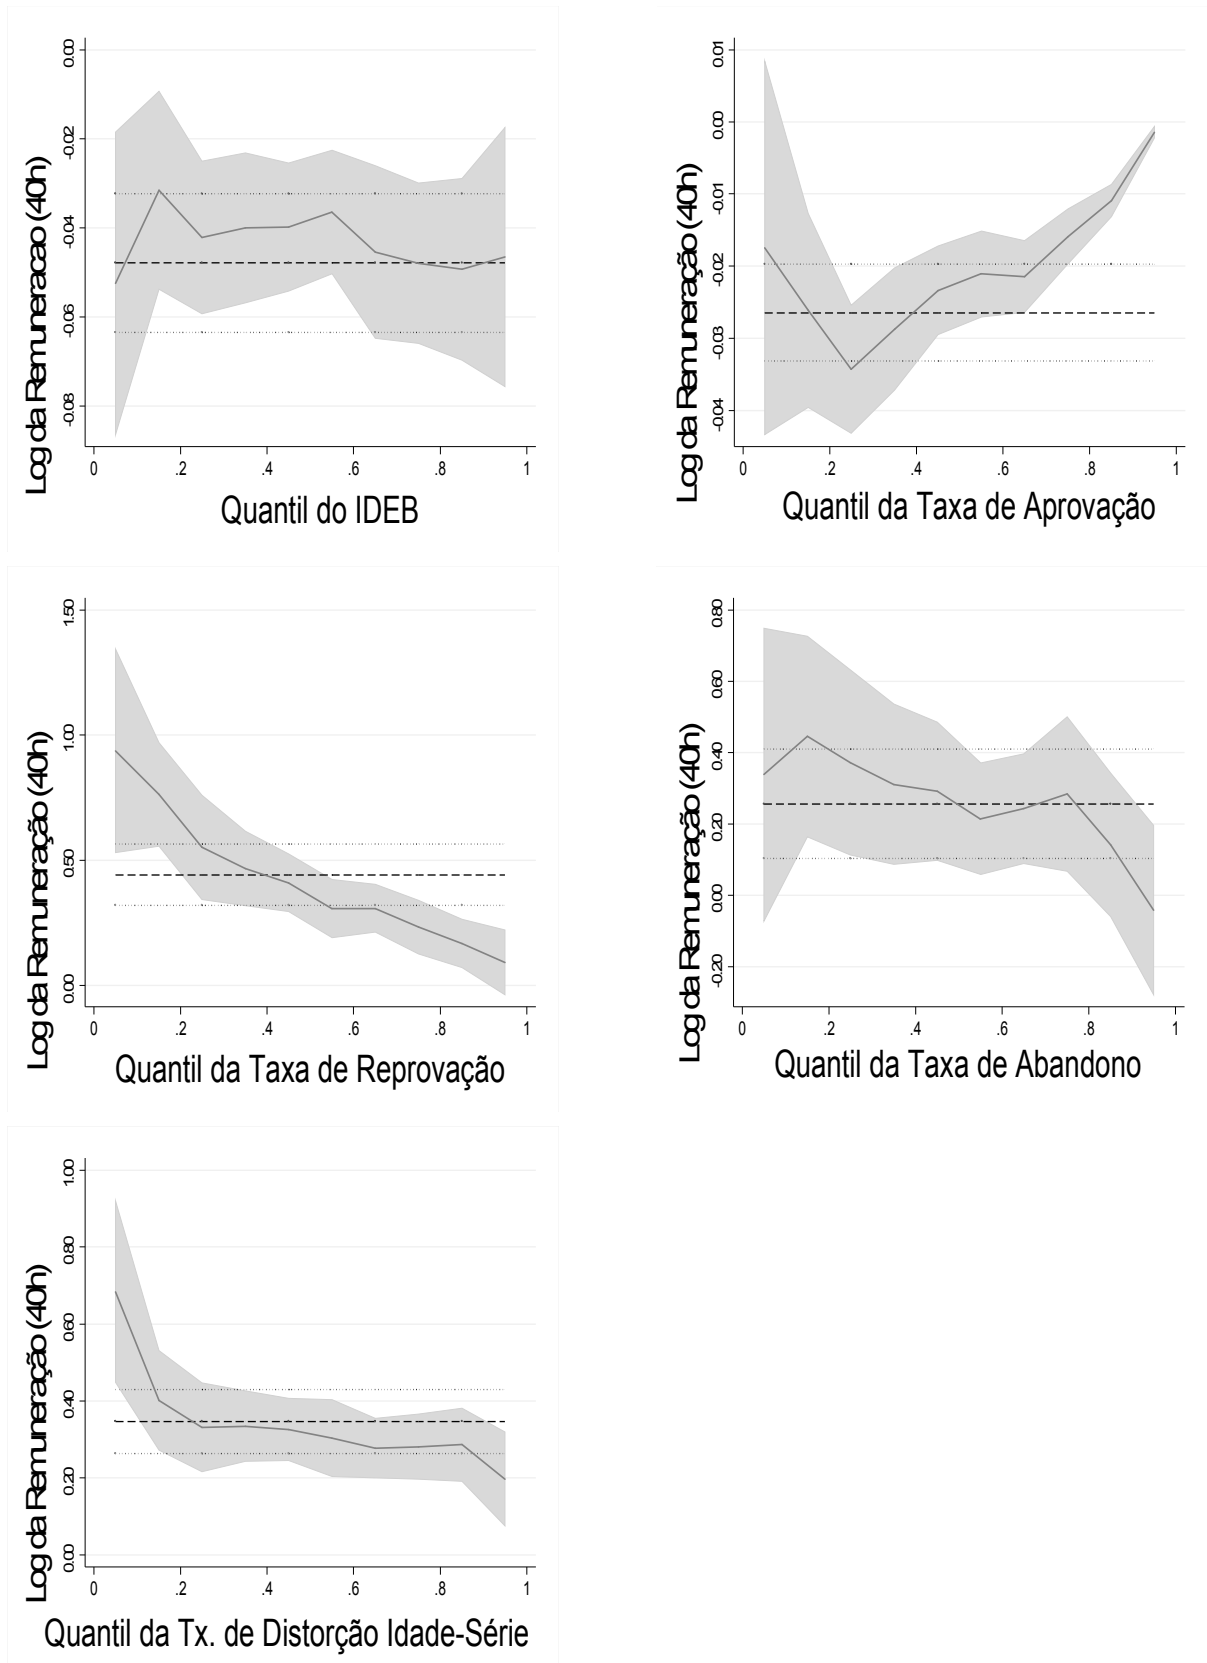 0.00
-0.02
-0.04
-0.06
-0.08
Log da Remuneracao (40h)
0 .2 .4 .6 .8 1
Quantil do IDEB
0.01
0.00
-0.01
-0.02
-0.03
-0.04
Log da Remuneração (40h)
0 .2 .4 .6 .8 1
Quantil da Taxa de Aprovação
1.50
1.00
0.50
0.00
Log da Remuneração (40h)
0 .2 .4 .6 .8 1
Quantil da Taxa de Reprovação
0.80
0.60
0.40
0.20
0.00
-0.20
Log da Remuneração (40h)
0 .2 .4 .6 .8 1
Quantil da Taxa de Abandono
1.00
0.80
0.60
0.40
0.20
0.00
Log da Remuneração (40h)
0 .2 .4 .6 .8 1
Quantil da Tx. de Distorção Idade-Série